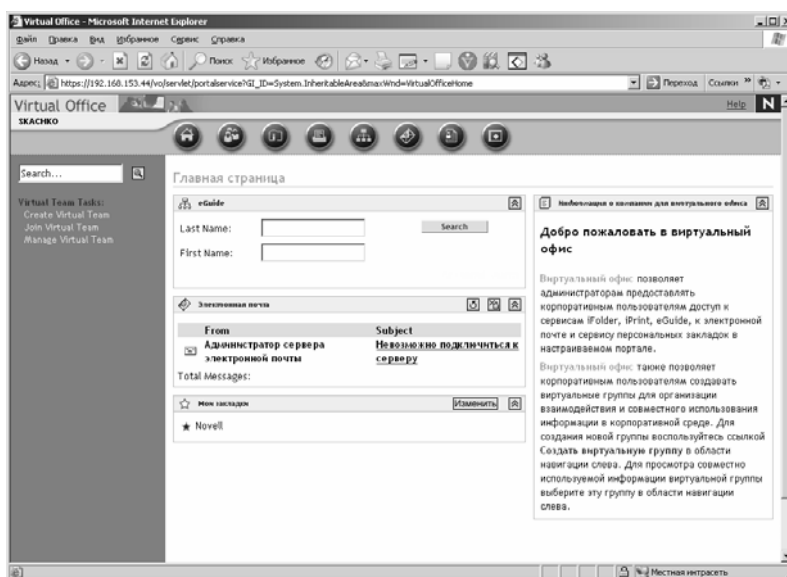 Virtual Office - Microsoft Internet Explorer
Файл Правка Вид Избранное Сервис Справка
Назад Поиск Избранное
Адрес: https://192.168.153.44/vo/servlet/portalservice?GI_ID=System.InheritableArea&maxWnd=VirtualOfficeHome Переход Ссылки »
Virtual Office Help N
SKACHKO
Search...
Virtual Team Tasks:
Create Virtual Team
Join Virtual Team
Manage Virtual Team
Главная страница
eGuide
Last Name: Search
First Name:
Электронная почта
From Subject
Администратор сервера электронной почты
Невозможно подключиться к серверу
Total Messages:
Мои закладки Изменить
Novell
Информация о компании для виртуального офиса
Добро пожаловать в виртуальный
офис
Виртуальный офис позволяет
администраторам предоставлять
корпоративным пользователям доступ к
сервисам iFolder, iPrint, eGuide, к электронной
почте и сервису персональных закладок в
настраиваемом портале.
Виртуальный офис также позволяет
корпоративным пользователям создавать
виртуальные группы для организации
взаимодействия и совместного использования
информации в корпоративной среде. Для
создания новой группы воспользуйтесь ссылкой
Создать виртуальную группу в области
навигации слева. Для просмотра совместно
используемой информации виртуальной группы
выберите эту группу в области навигации
слева.
Местная интрасеть